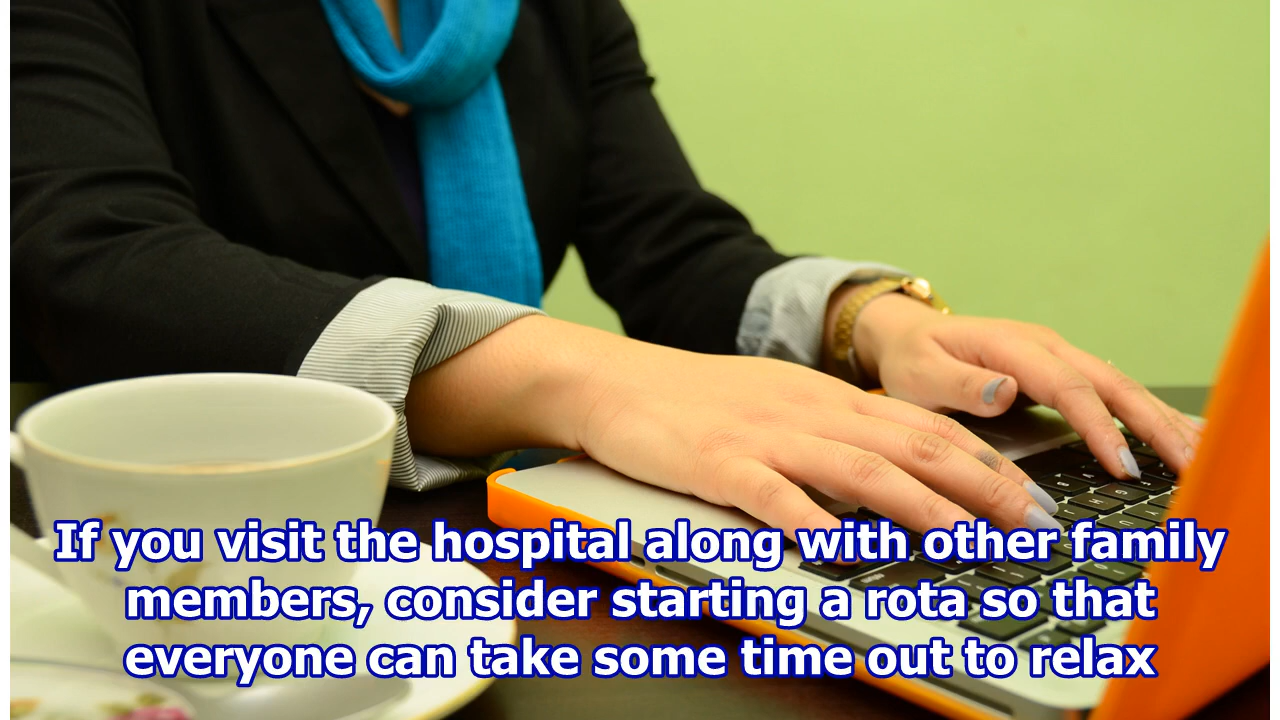 If you visit the hospital along with other family
members, consider starting a rota so that
everyone can take some time out to relax